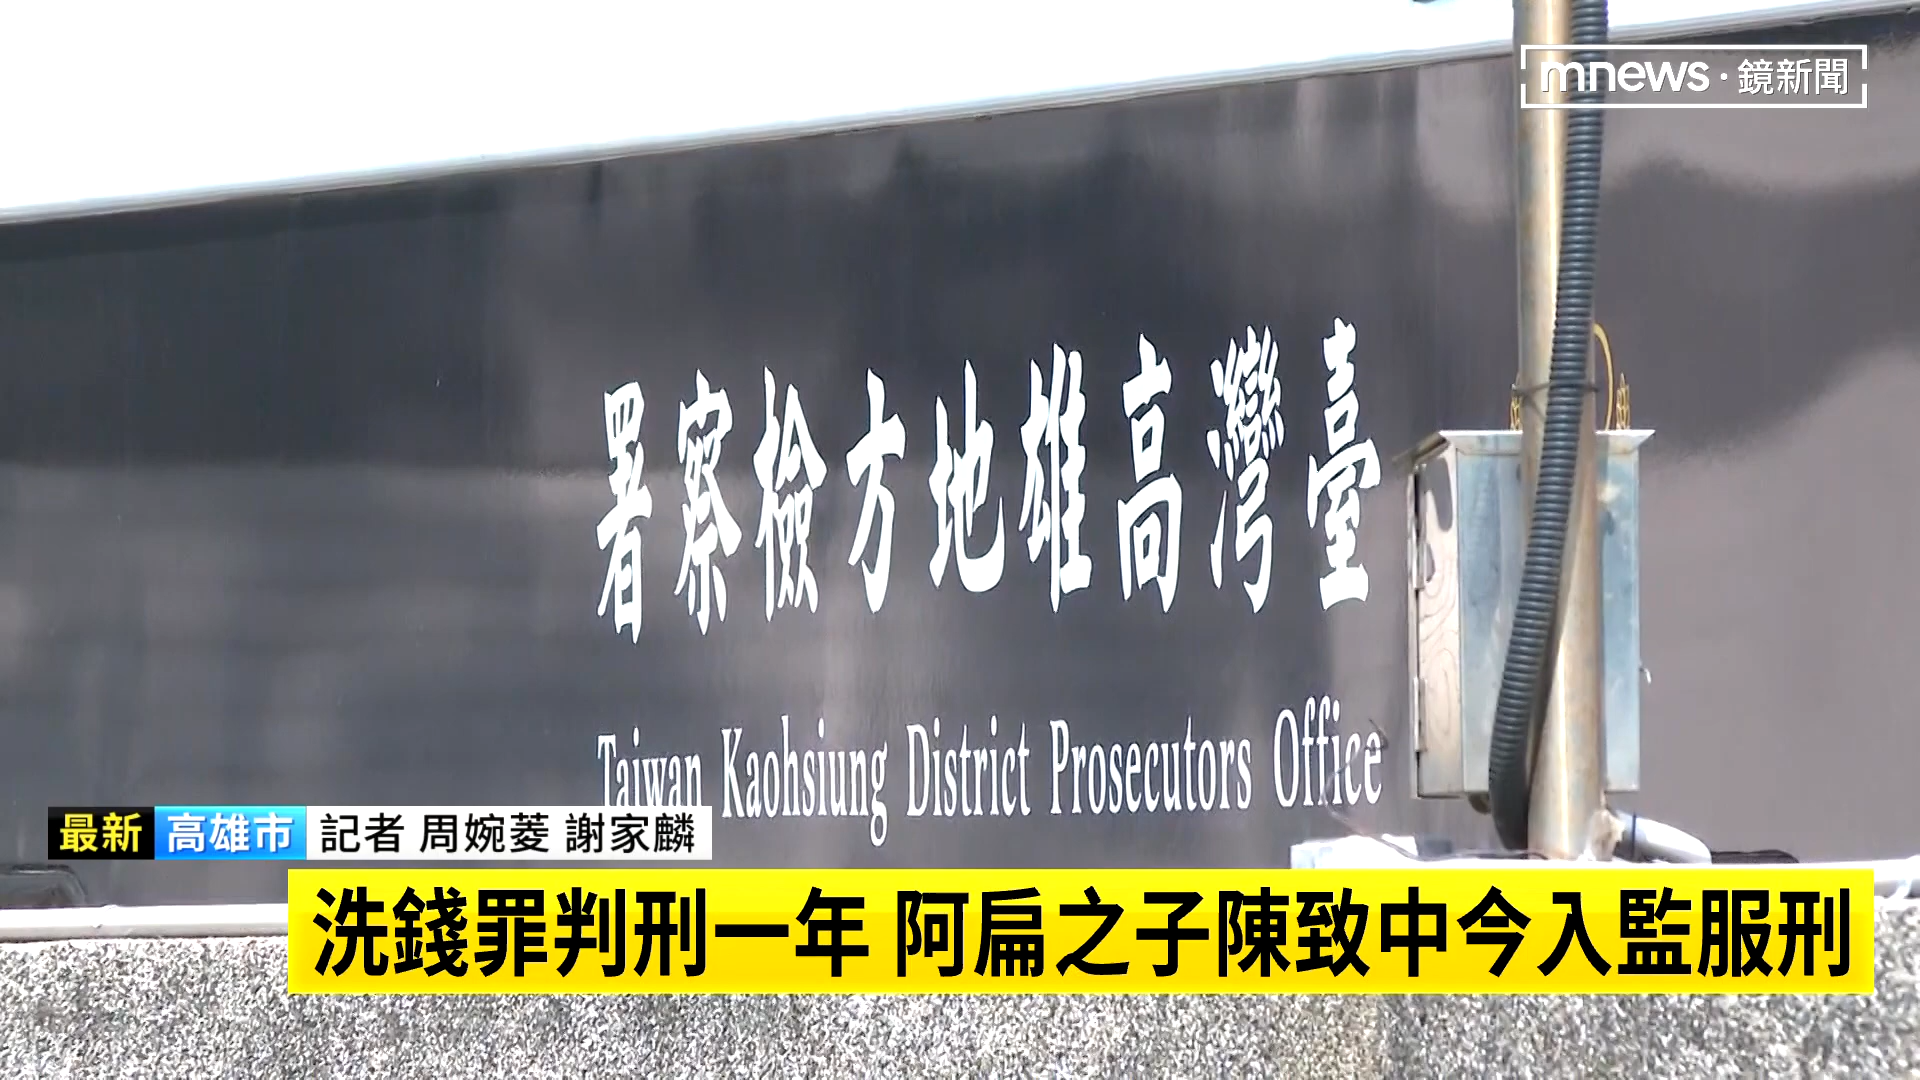 mnews·鏡新聞
臺灣高雄地方檢察署
Taiwan Kaohsiung District Prosecutors Office
最新 高雄市 記者 周婉菱 謝家麟
洗錢罪判刑一年 阿扁之子陳致中今入監服刑